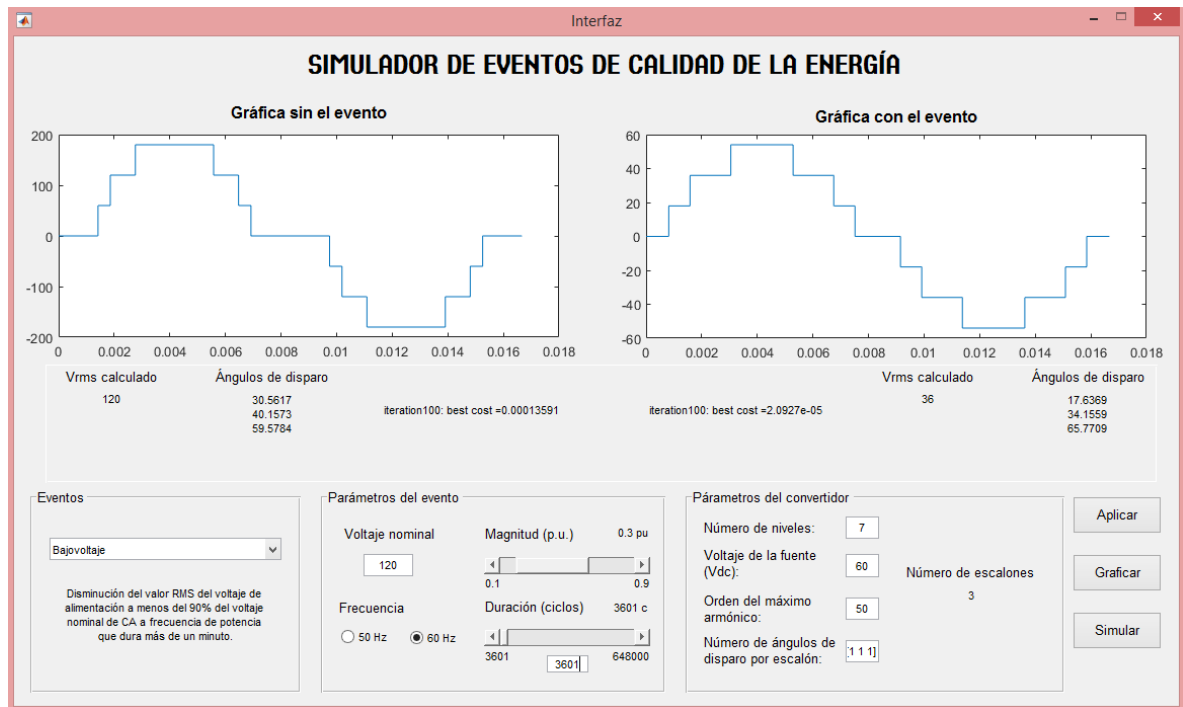 Interfaz
SIMULADOR DE EVENTOS DE CALIDAD DE LA ENERGÍA
Gráfica sin el evento
200
100
0
-100
-200
0 0.002 0.004 0.006 0.008 0.01 0.012 0.014 0.016 0.018
Gráfica con el evento
60
40
20
0
-20
-40
-60
0 0.002 0.004 0.006 0.008 0.01 0.012 0.014 0.016 0.018
Vrms calculado
120
Ángulos de disparo
30.5617
40.1573
59.5784
iteration100: best cost =0.00013591
iteration100: best cost =2.0927e-05
Vrms calculado
36
Ángulos de disparo
17.6369
34.1559
65.7709
Eventos
Bajovoltaje
Disminución del valor RMS del voltaje de
alimentación a menos del 90% del voltaje
nominal de CA a frecuencia de potencia
que dura más de un minuto.
Parámetros del evento
Voltaje nominal
120
Frecuencia
50 Hz 60 Hz
Magnitud (p.u.) 0.3 pu
0.1 0.9
Duración (ciclos) 3601 c
3601 648000
3601
Párametros del convertidor
Número de niveles: 7
Voltaje de la fuente
(Vdc): 60
Orden del máximo
armónico: 50
Número de ángulos de
disparo por escalón: 1 1 1]
Número de escalones
3
Aplicar
Graficar
Simular